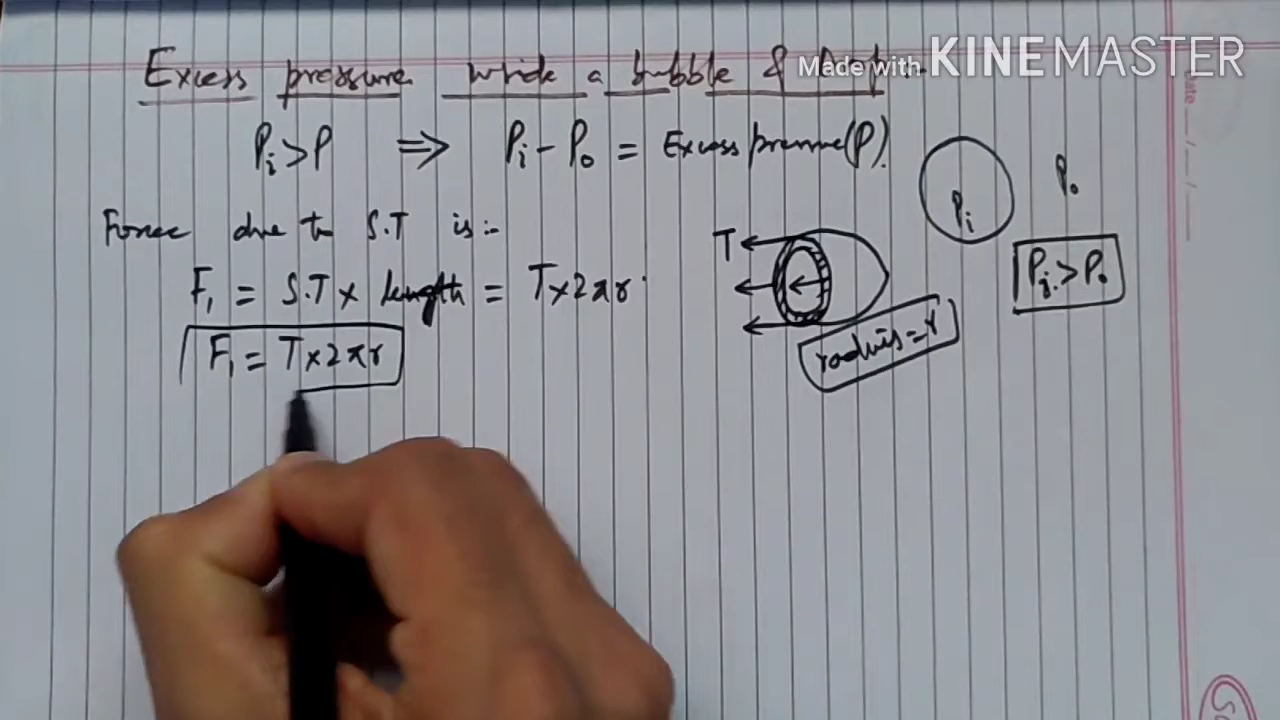 Excess pressure inside a bubble &
Made with KINEMASTER
Pi > P ⇒ Pi - Po = Excess pressure (P).
Po
Pi
Force due to S.T is :-
T
Pi > Po
F1 = S.T × length = T × 2πr
radius = r
F1 = T × 2πr
Date